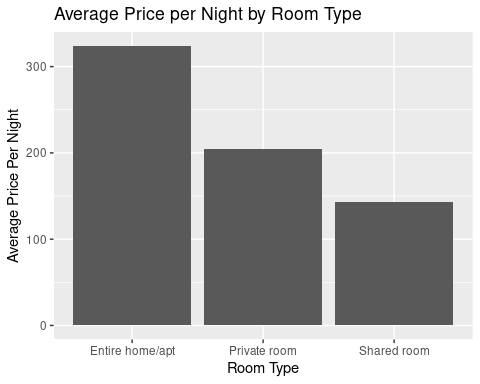 Average Price per Night by Room Type
300
200
100
0
Average Price Per Night
Entire home/apt
Private room
Shared room
Room Type